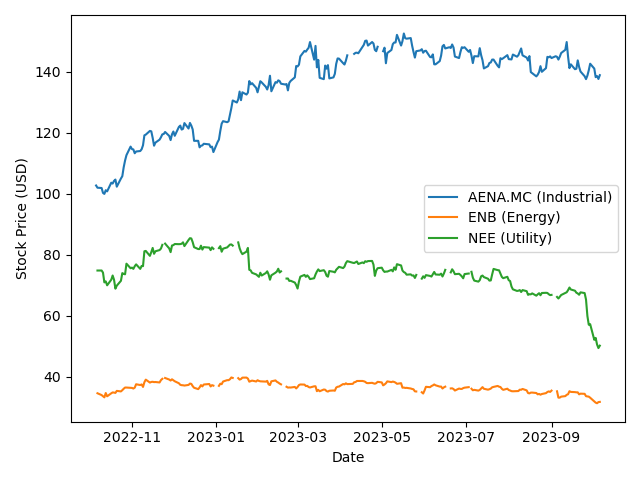 Stock Price (USD)
140
120
100
80
60
40
AENA.MC (Industrial)
ENB (Energy)
NEE (Utility)
2022-11
2023-01
2023-03
2023-05
2023-07
2023-09
Date